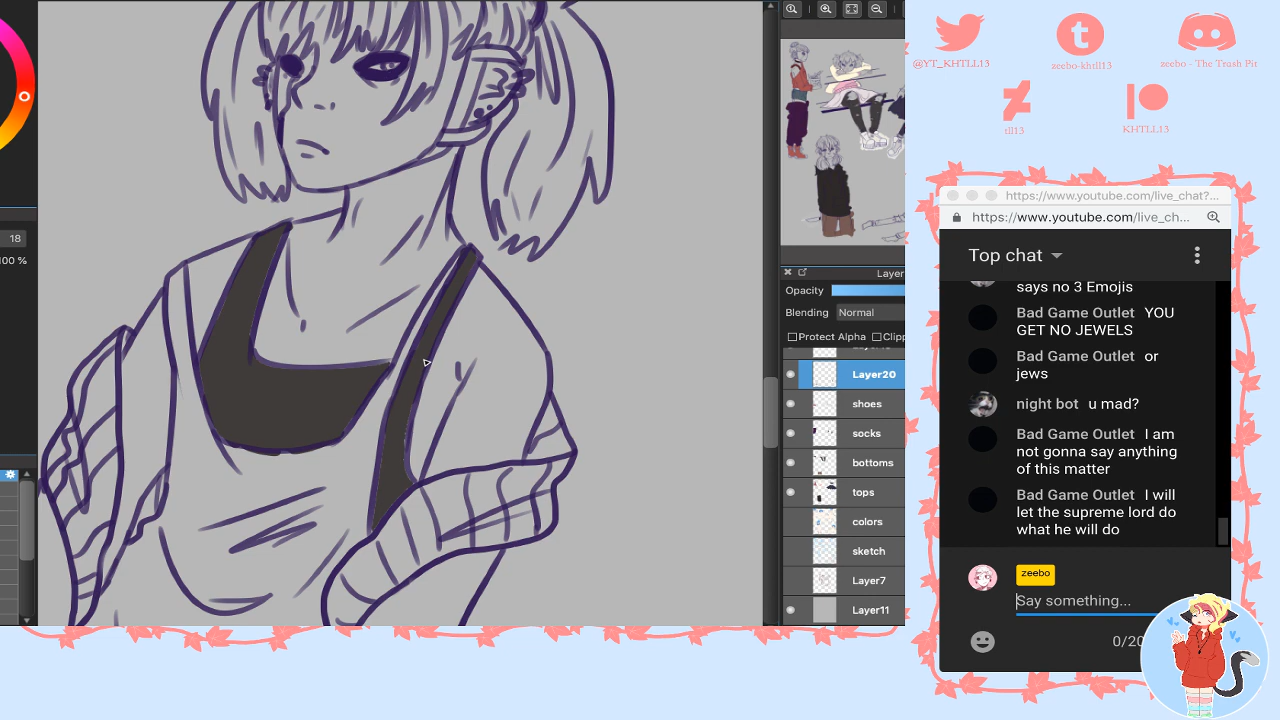 18
00 %
Layer
Opacity
Blending Normal
Protect Alpha Clipp
Layer20
shoes
socks
bottoms
tops
colors
sketch
Layer7
Layer11
@YT_KHTLL13
zeebo-khtll13
zeebo - The Trash Pit
tll13
KHTLL13
https://www.youtube.com/live_chat?...
https://www.youtube.com/live_ch...
Top chat
says no 3 Emojis
Bad Game Outlet YOU
GET NO JEWELS
Bad Game Outlet or
jews
night bot u mad?
Bad Game Outlet I am
not gonna say anything
of this matter
Bad Game Outlet I will
let the supreme lord do
what he will do
zeebo
Say something...
0/20